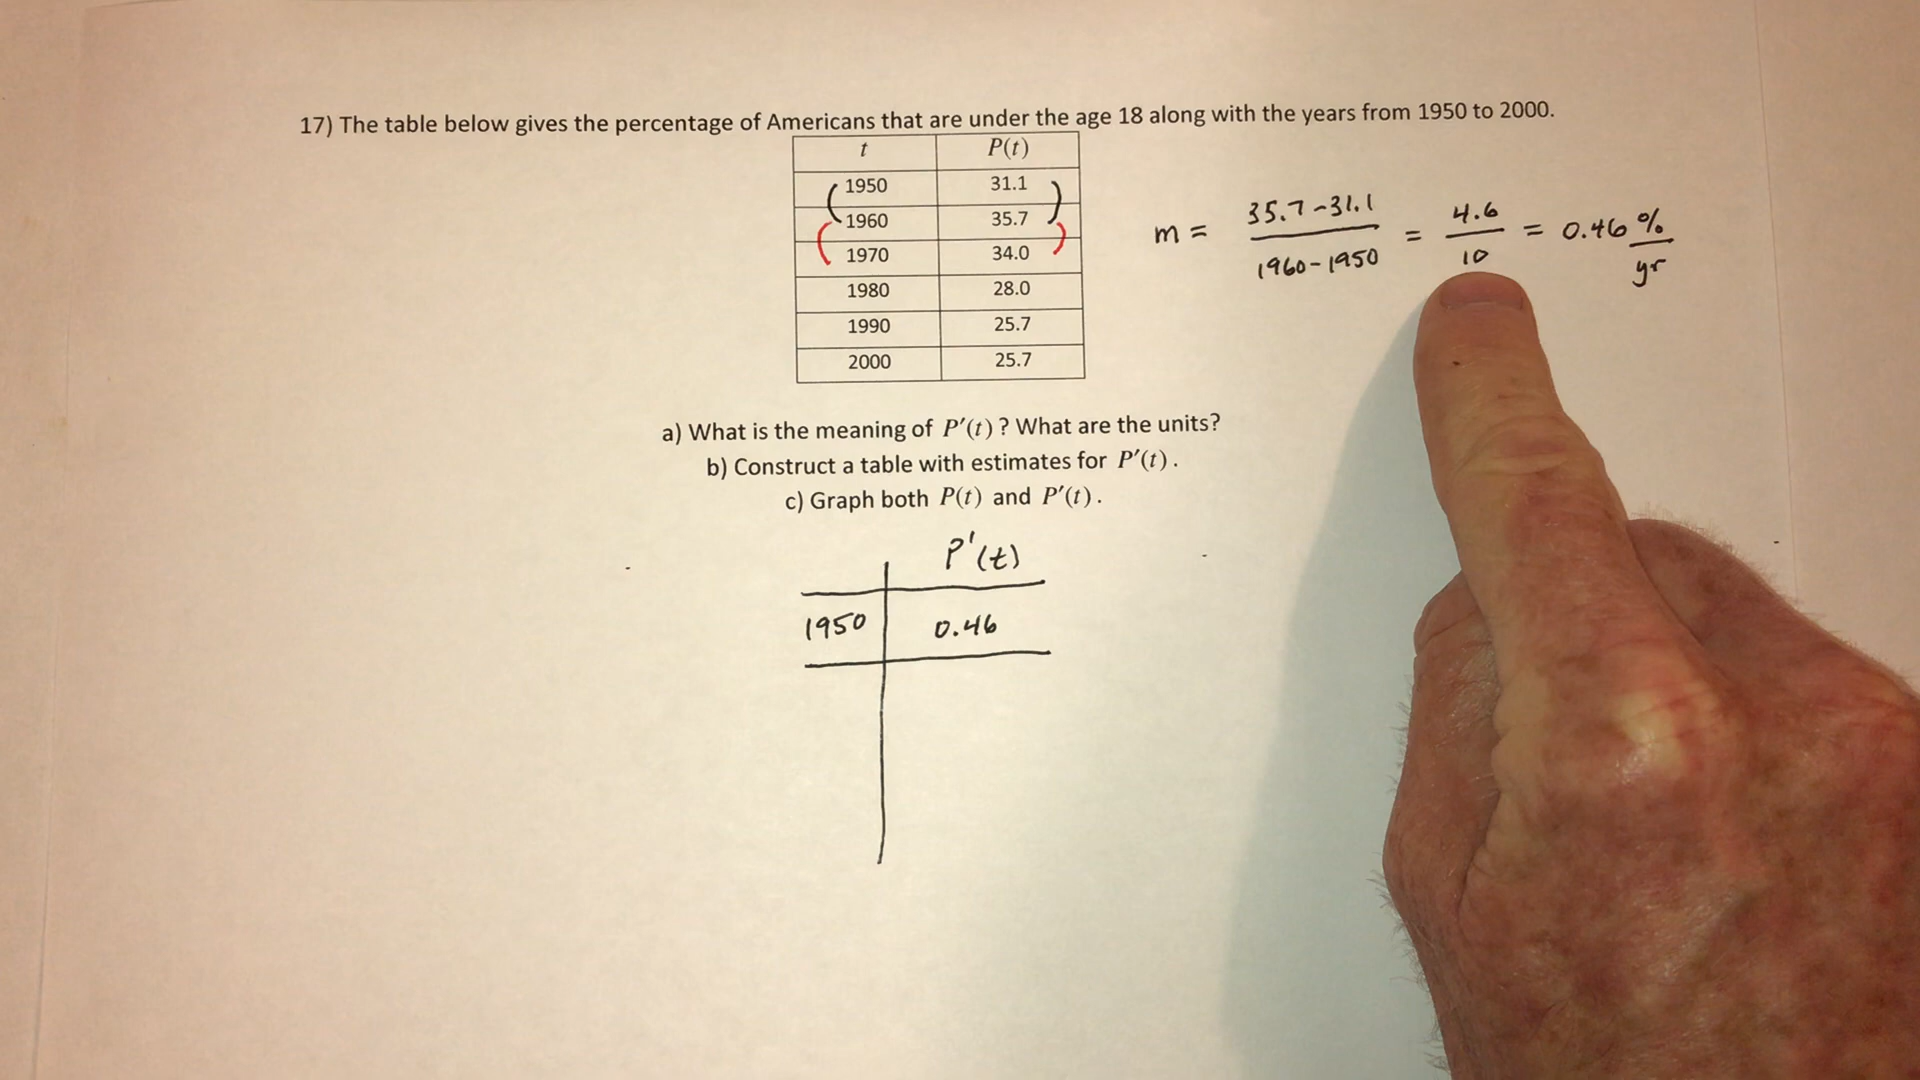 17) The table below gives the percentage of Americans that are under the age 18 along with the years from 1950 to 2000.
t P(t)
1950 31.1
1960 35.7
1970 34.0
1980 28.0
1990 25.7
2000 25.7
m = (35.7-31.1)/(1960-1950) = 4.6/10 = 0.46 %/yr
a) What is the meaning of P′(t)? What are the units?
b) Construct a table with estimates for P′(t).
c) Graph both P(t) and P′(t).
P'(t)
1950 0.46